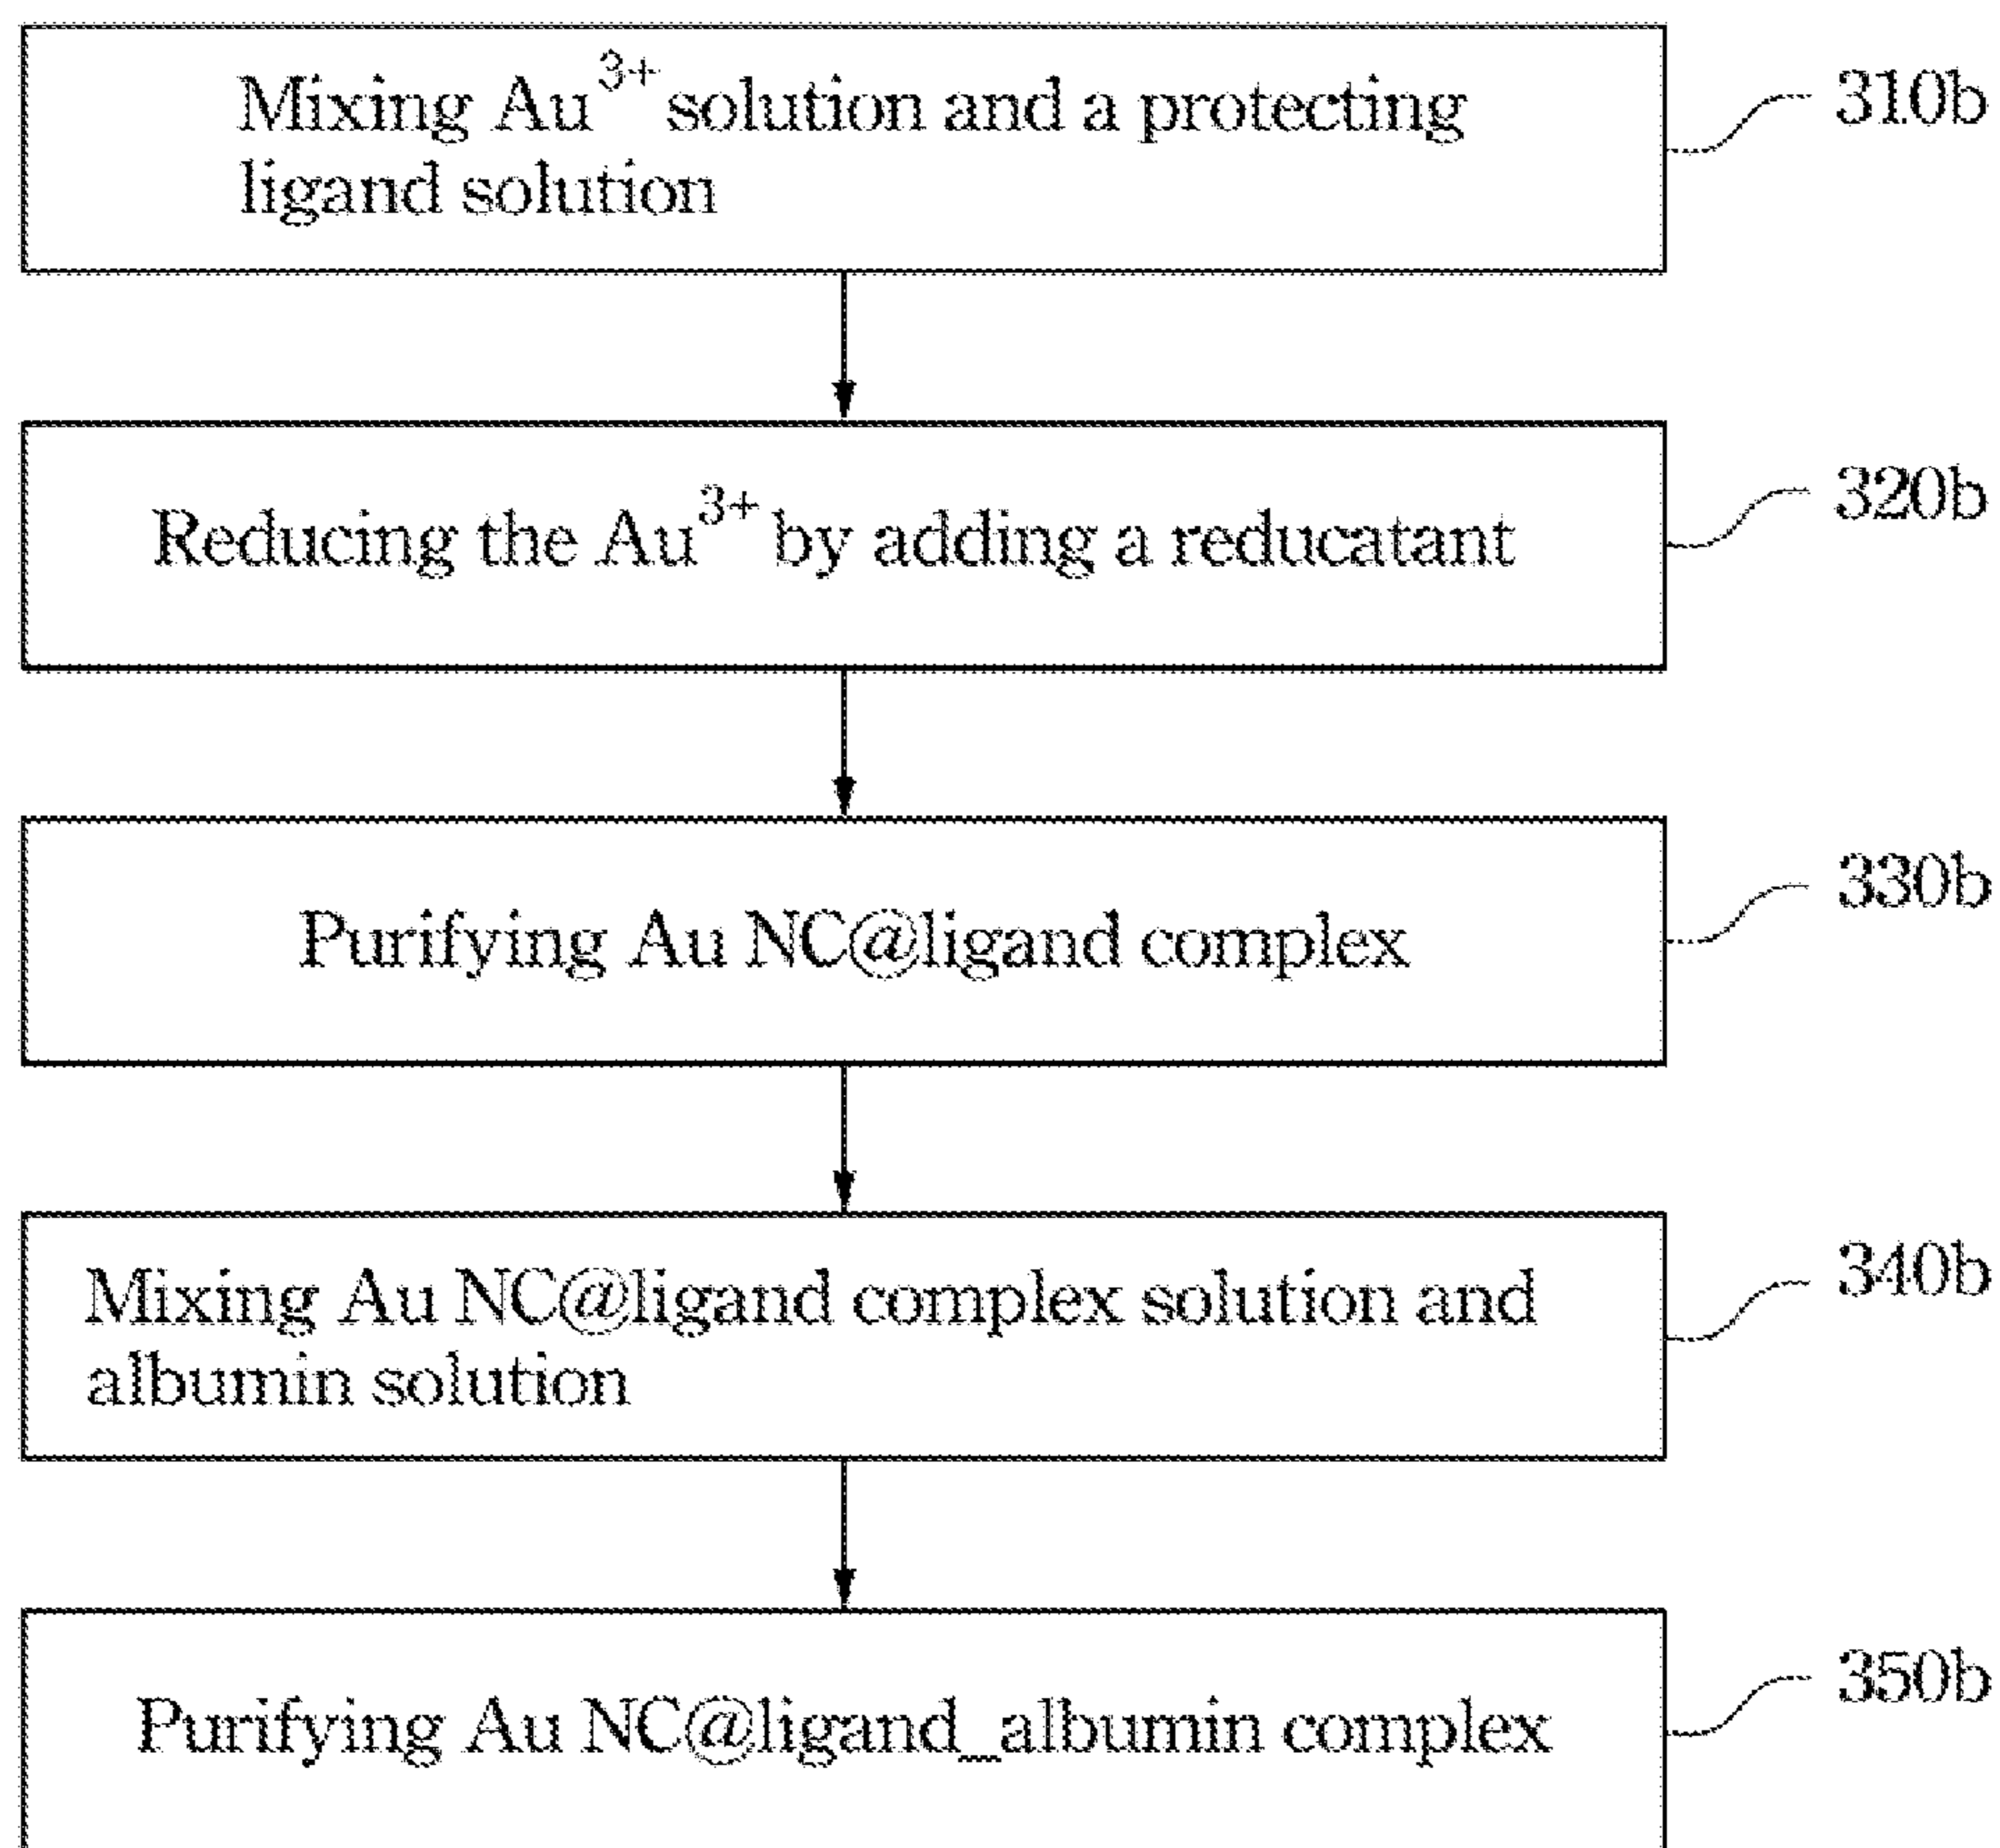 Mixing Au³⁺ solution and a protecting
ligand solution
310b
Reducing the Au³⁺ by adding a reducatant
320b
Purifying Au NC@ligand complex
330b
Mixing Au NC@ligand complex solution and
albumin solution
340b
Purifying Au NC@ligand_albumin complex
350b